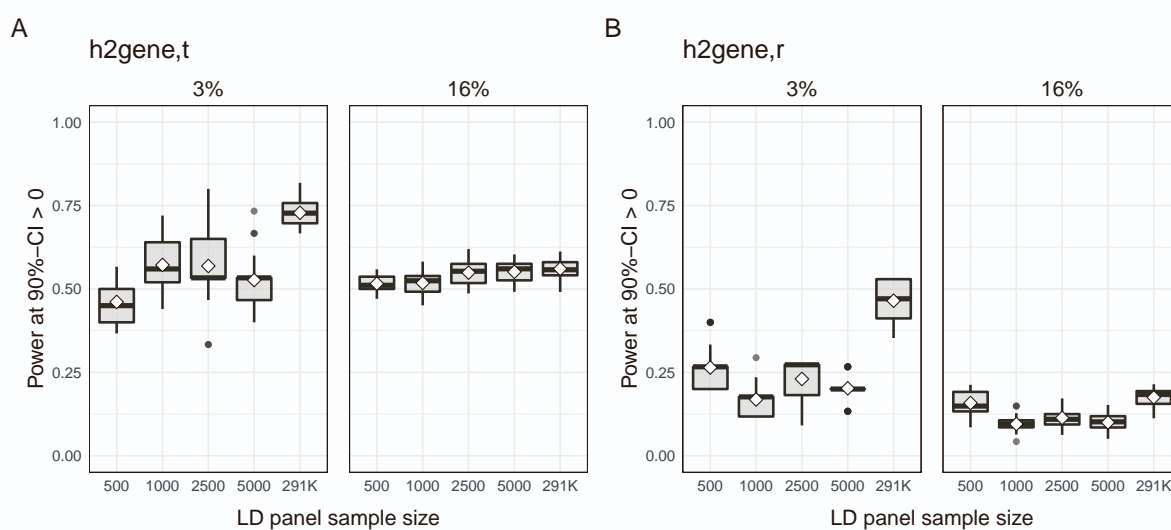 A
h2gene,t
3%
16%
Power at 90%−CI > 0
1.00
0.75
0.50
0.25
0.00
500 1000 2500 5000 291K
500 1000 2500 5000 291K
LD panel sample size
B
h2gene,r
3%
16%
Power at 90%−CI > 0
1.00
0.75
0.50
0.25
0.00
500 1000 2500 5000 291K
500 1000 2500 5000 291K
LD panel sample size